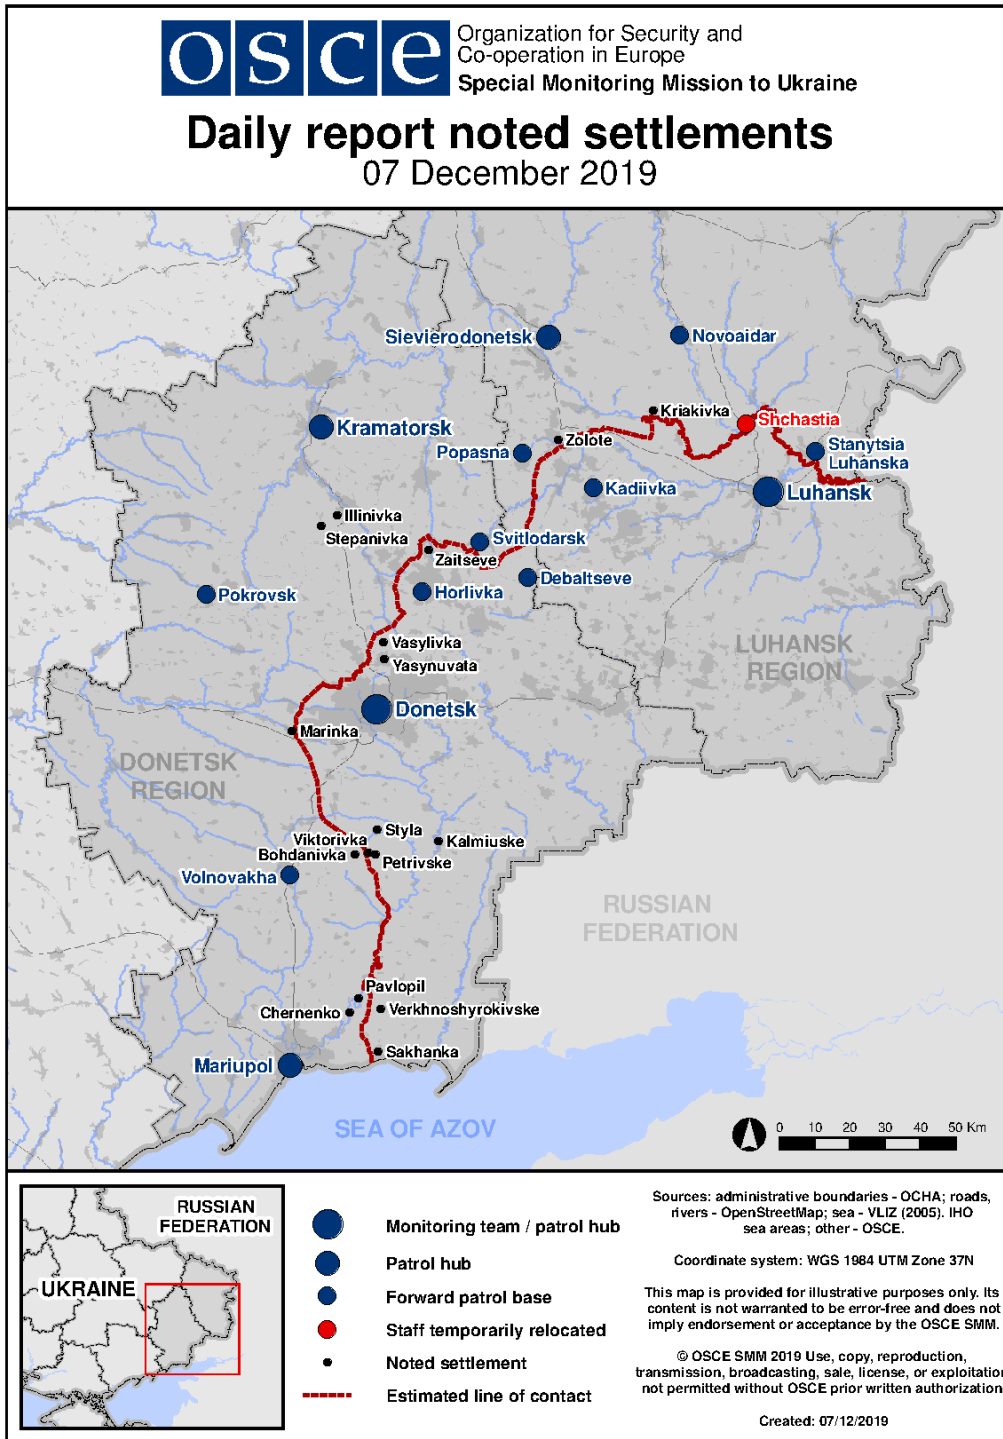 osce
Organization for Security and
Co-operation in Europe
Special Monitoring Mission to Ukraine
Daily report noted settlements
07 December 2019
Sievierodonetsk
Novoaidar
Kriakivka
Shchastia
Kramatorsk
Zolote
Popasna
Stanytsia
Luhanska
Kadiivka
Luhansk
Illinivka
Stepanivka
Svitlodarsk
Zaitseve
Debaltseve
Horlivka
Pokrovsk
Vasylivka
Yasynuvata
LUHANSK
REGION
Donetsk
Marinka
DONETSK
REGION
Styla
Viktorivka
Kalmiuske
Bohdanivka
Petrivske
Volnovakha
RUSSIAN
FEDERATION
Pavlopil
Chernenko
Verkhnoshyrokivske
Sakhanka
Mariupol
SEA OF AZOV
0 10 20 30 40 50 Km
RUSSIAN
FEDERATION
UKRAINE
Monitoring team / patrol hub
Patrol hub
Forward patrol base
Staff temporarily relocated
Noted settlement
Estimated line of contact
Sources: administrative boundaries - OCHA; roads,
rivers - OpenStreetMap; sea - VLIZ (2005). IHO
sea areas; other - OSCE.
Coordinate system: WGS 1984 UTM Zone 37N
This map is provided for illustrative purposes only. Its
content is not warranted to be error-free and does not
imply endorsement or acceptance by the OSCE SMM.
© OSCE SMM 2019 Use, copy, reproduction,
transmission, broadcasting, sale, license, or exploitation
not permitted without OSCE prior written authorization
Created: 07/12/2019